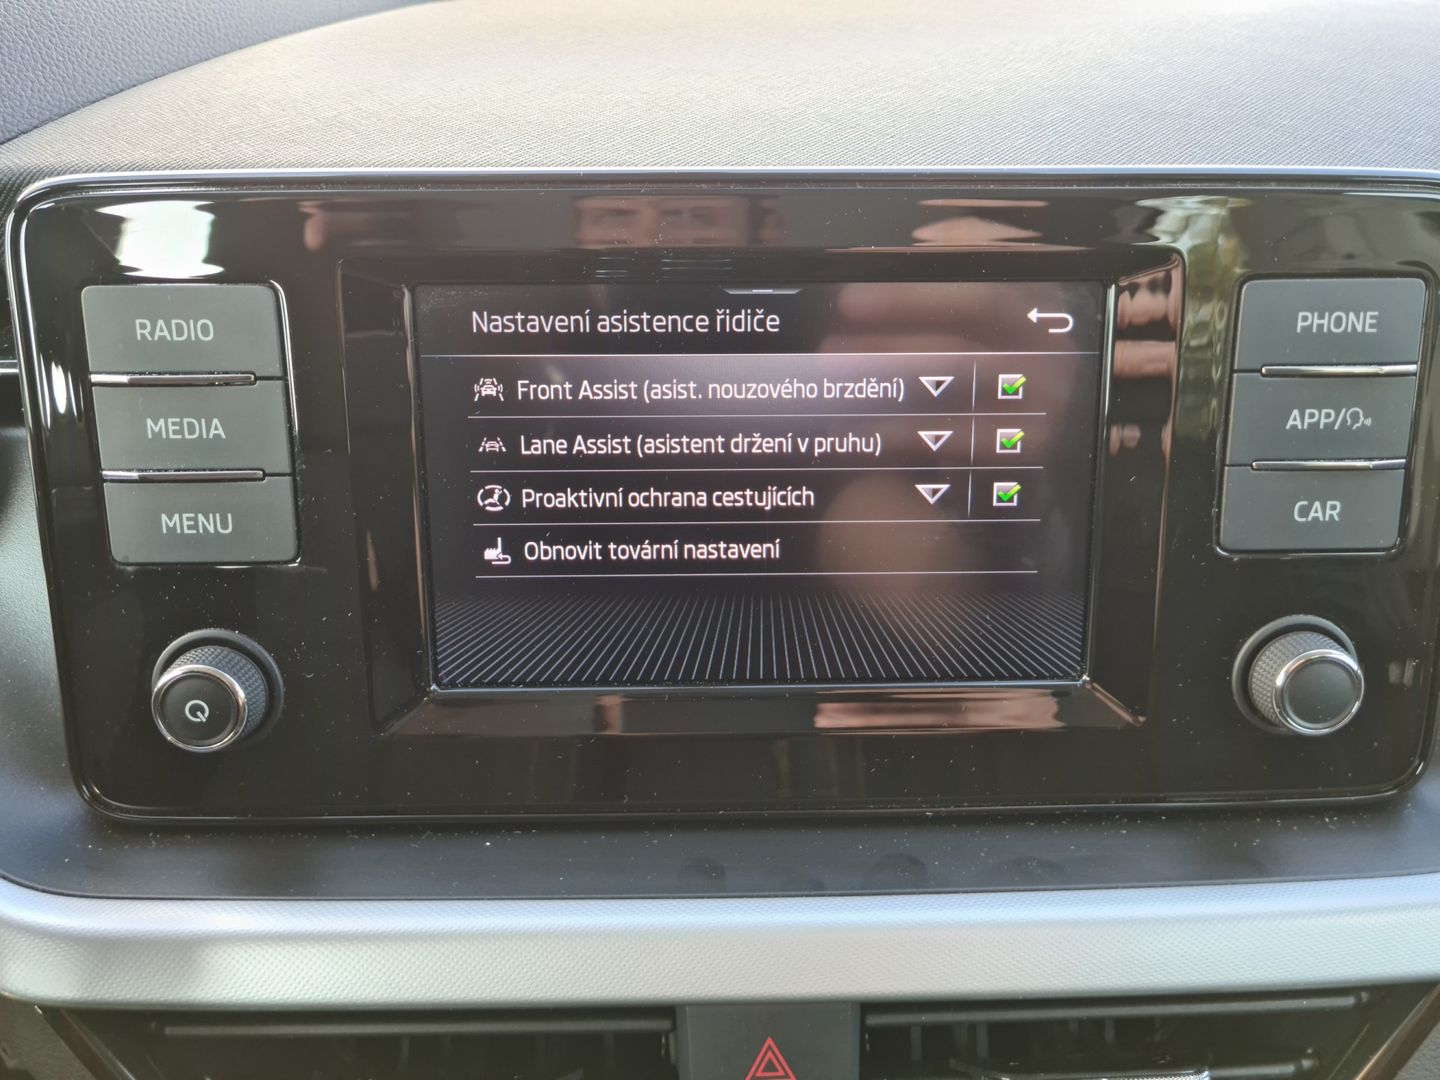 Nastavení asistence řidiče
RADIO
PHONE
Front Assist (asist. nouzového brzdění)
MEDIA
Lane Assist (asistent držení v pruhu)
APP/
MENU
Proaktivní ochrana cestujících
CAR
Obnovit tovární nastavení